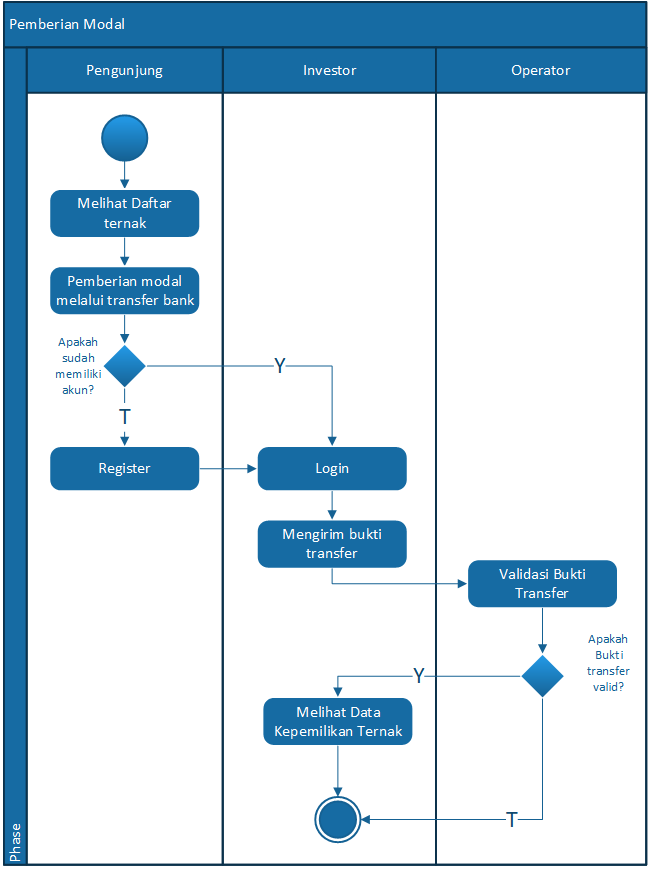 Pemberian Modal
Pengunjung
Investor
Operator
Melihat Daftar
ternak
Pemberian modal
melalui transfer bank
Apakah
sudah
memiliki
akun?
Y
T
Register
Login
Mengirim bukti
transfer
Validasi Bukti
Transfer
Apakah
Bukti
transfer
valid?
Y
Melihat Data
Kepemilikan Ternak
T
Phase